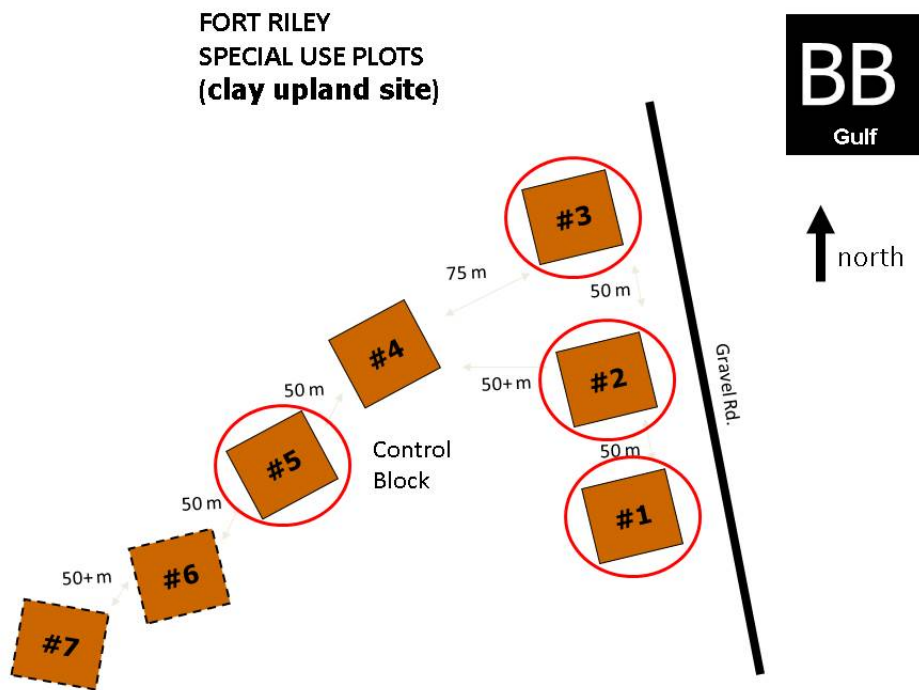 FORT RILEY
SPECIAL USE PLOTS
(clay upland site)
BB
Gulf
north
#3
75 m
50 m
#4
50+ m
#2
Gravel Rd.
50 m
#5
Control
Block
50 m
#1
50 m
#6
50+ m
#7